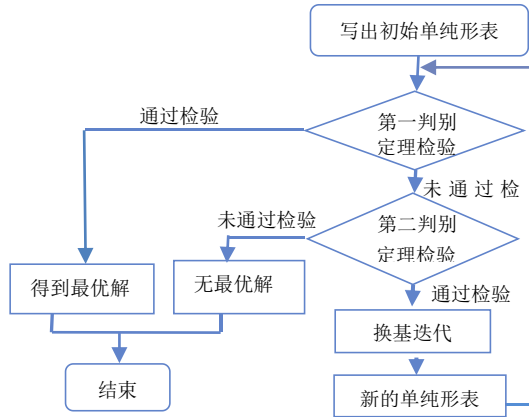 写出初始单纯形表
通过检验
第一判别
定理检验
未通过检
未通过检验
第二判别
定理检验
得到最优解
无最优解
通过检验
换基迭代
结束
新的单纯形表